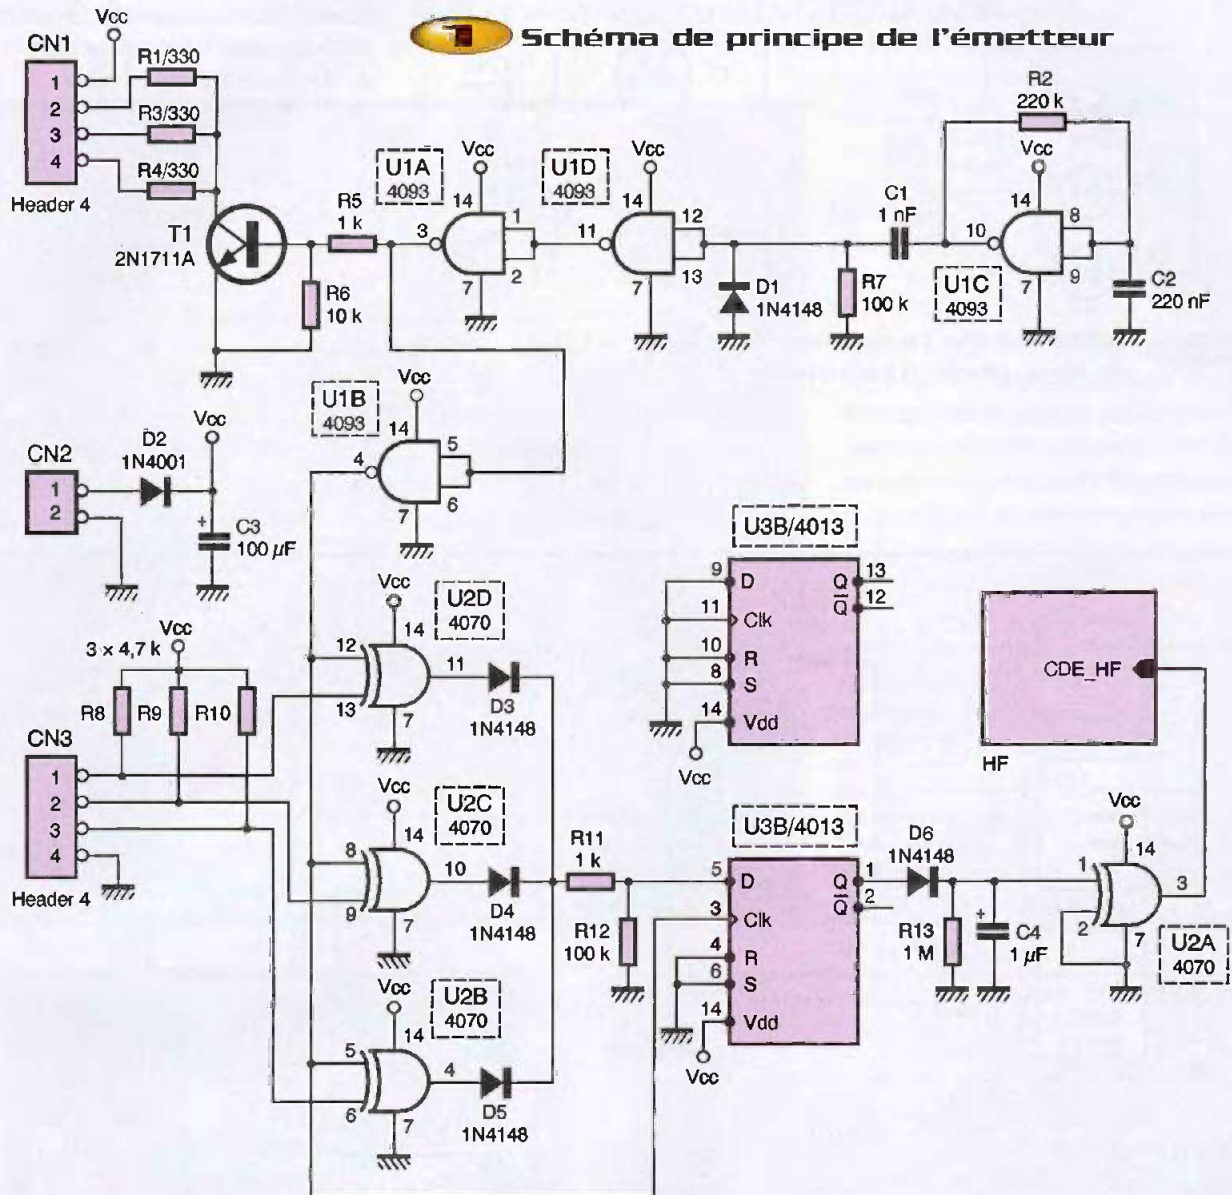 1 Schéma de principe de l'émetteur
Vcc
CN1
1
2
3
4
Header 4
R1/330
R3/330
R4/330
T1
2N1711A
R5
1 k
R6
10 k
U1A
4093
Vcc
14
3
1
2
7
U1D
4093
Vcc
14
11
12
13
7
D1
1N4148
R7
100 k
C1
1 nF
R2
220 k
Vcc
14
10
8
9
7
U1C
4093
C2
220 nF
U1B
4093
Vcc
14
4
5
6
7
CN2
1
2
D2
1N4001
Vcc
+
C3
100 µF
3 x 4,7 k
Vcc
R8
R9
R10
CN3
1
2
3
4
Header 4
Vcc
U2D
4070
14
12
11
13
7
D3
1N4148
Vcc
U2C
4070
14
8
10
9
7
D4
1N4148
Vcc
U2B
4070
14
5
4
6
7
D5
1N4148
R11
1 k
R12
100 k
U3B/4013
9 D Q 13
Q 12
11 Clk
10 R
8 S
14 Vdd
Vcc
CDE_HF
HF
U3B/4013
5 D Q 1
Q 2
3 Clk
4 R
6 S
14 Vdd
Vcc
D6
1N4148
R13
1 M
+
C4
1 µF
Vcc
14
1
3
2
7
U2A
4070